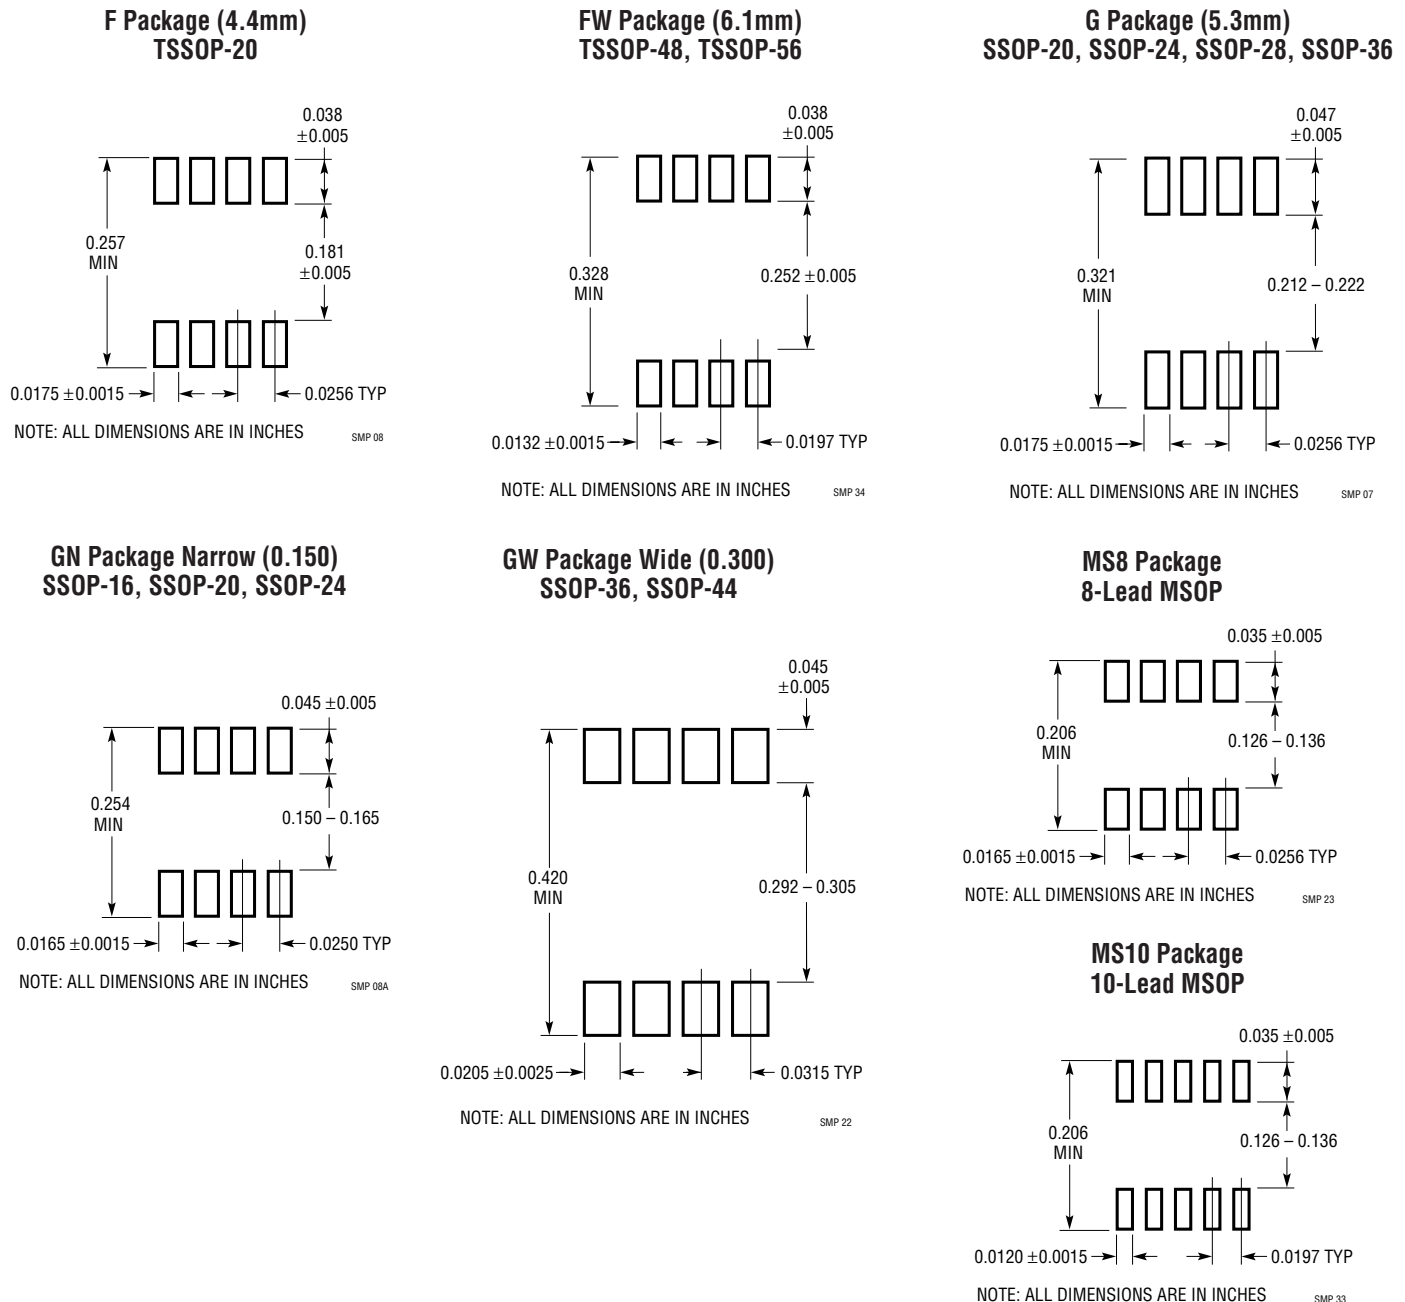 F Package (4.4mm)
TSSOP-20
0.038
±0.005
0.257
MIN
0.181
±0.005
0.0175 ±0.0015
0.0256 TYP
NOTE: ALL DIMENSIONS ARE IN INCHES
SMP 08
FW Package (6.1mm)
TSSOP-48, TSSOP-56
0.038
±0.005
0.328
MIN
0.252 ±0.005
0.0132 ±0.0015
0.0197 TYP
NOTE: ALL DIMENSIONS ARE IN INCHES
SMP 34
G Package (5.3mm)
SSOP-20, SSOP-24, SSOP-28, SSOP-36
0.047
±0.005
0.321
MIN
0.212 – 0.222
0.0175 ±0.0015
0.0256 TYP
NOTE: ALL DIMENSIONS ARE IN INCHES
SMP 07
GN Package Narrow (0.150)
SSOP-16, SSOP-20, SSOP-24
0.045 ±0.005
0.254
MIN
0.150 – 0.165
0.0165 ±0.0015
0.0250 TYP
NOTE: ALL DIMENSIONS ARE IN INCHES
SMP 08A
GW Package Wide (0.300)
SSOP-36, SSOP-44
0.045
±0.005
0.420
MIN
0.292 – 0.305
0.0205 ±0.0025
0.0315 TYP
NOTE: ALL DIMENSIONS ARE IN INCHES
SMP 22
MS8 Package
8-Lead MSOP
0.035 ±0.005
0.206
MIN
0.126 – 0.136
0.0165 ±0.0015
0.0256 TYP
NOTE: ALL DIMENSIONS ARE IN INCHES
SMP 23
MS10 Package
10-Lead MSOP
0.035 ±0.005
0.206
MIN
0.126 – 0.136
0.0120 ±0.0015
0.0197 TYP
NOTE: ALL DIMENSIONS ARE IN INCHES
SMP 33